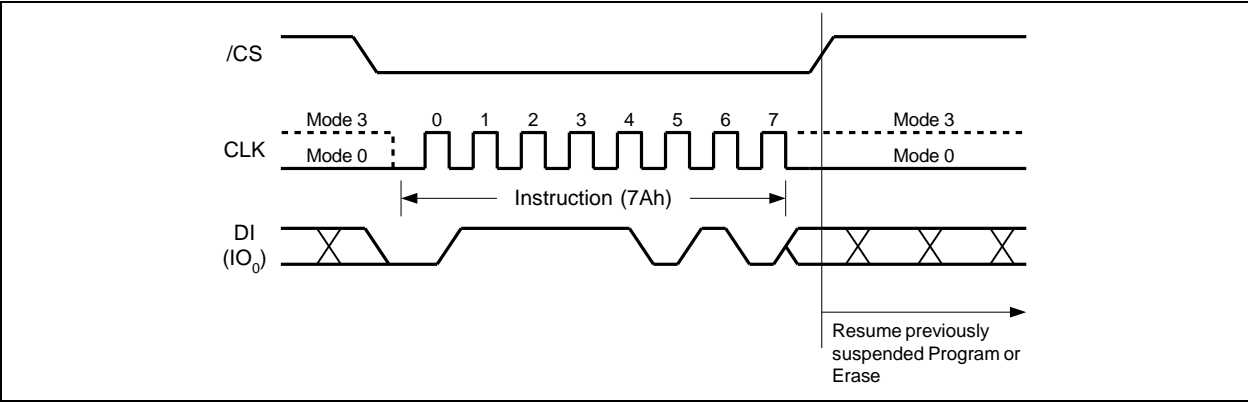 /CS
Mode 3 0 1 2 3 4 5 6 7 Mode 3
CLK
Mode 0 Mode 0
Instruction (7Ah)
DI
(IO0)
Resume previously
suspended Program or
Erase